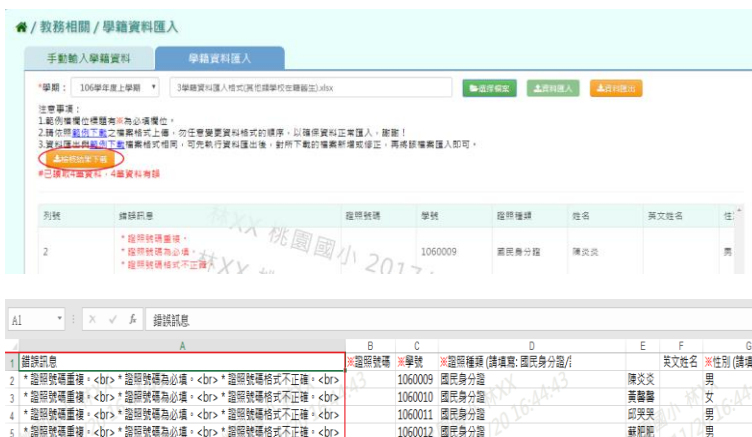 / 教務相關 / 學籍資料匯入
手動輸入學籍資料 學籍資料匯入
*學期： 106學年度上學期 3學籍資料匯入格式(其他類學校在籍學生).xlsx 選擇檔案 資料匯入 資料匯出
注意事項：
1.範例檔欄位標題有※為必填欄位。
2.請依照範例下載之檔案格式上傳，勿任意變更資料格式的順序，以確保資料正常匯入，謝謝！
3.資料匯出與範例下載檔案格式相同，可先執行資料匯出後，對所下載的檔案新增或修正，再將該檔案匯入即可。
檢核結果下載
#已讀取4筆資料，4筆資料有誤
列號 錯誤訊息 證照號碼 學號 證照種類 姓名 英文姓名
2 * 證照號碼重複。 1060009 國民身分證 陳炎炎 男
* 證照號碼為必填。
* 證照號碼格式不正確。
林XX 桃園國小 2017
A1 fx 錯誤訊息
A B C D E F G
1 錯誤訊息 ※證照號碼 ※學號 ※證照種類 (請填寫: 國民身分證/ 英文姓名 ※性別 (請填
2 * 證照號碼重複。<br> * 證照號碼為必填。<br> * 證照號碼格式不正確。<br> 1060009 國民身分證 陳炎炎 男
3 * 證照號碼重複。<br> * 證照號碼為必填。<br> * 證照號碼格式不正確。<br> 1060010 國民身分證 黃馨馨 女
4 * 證照號碼重複。<br> * 證照號碼為必填。<br> * 證照號碼格式不正確。<br> 1060011 國民身分證 邱哭哭 男
5 * 證照號碼重複。<br> * 證照號碼為必填。<br> * 證照號碼格式不正確。<br> 1060012 國民身分證 蘇肥肥 男